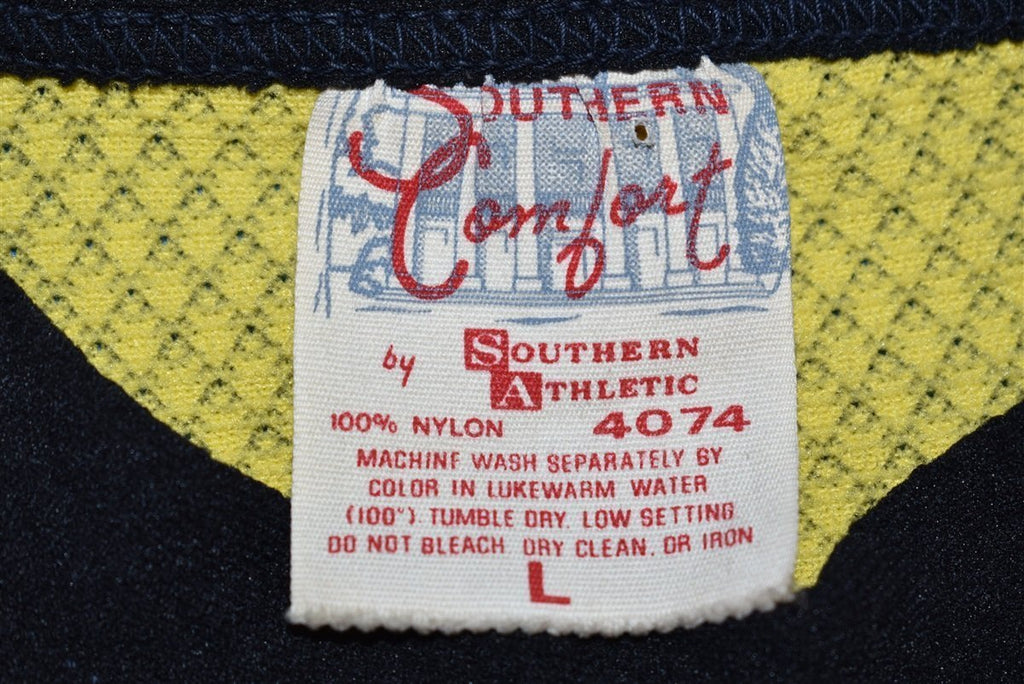 SOUTHERN
Comfort
by SOUTHERN
ATHLETIC
100% NYLON 4074
MACHINE WASH SEPARATELY BY
COLOR IN LUKEWARM WATER
(100°). TUMBLE DRY. LOW SETTING
DO NOT BLEACH DRY CLEAN. OR IRON
L